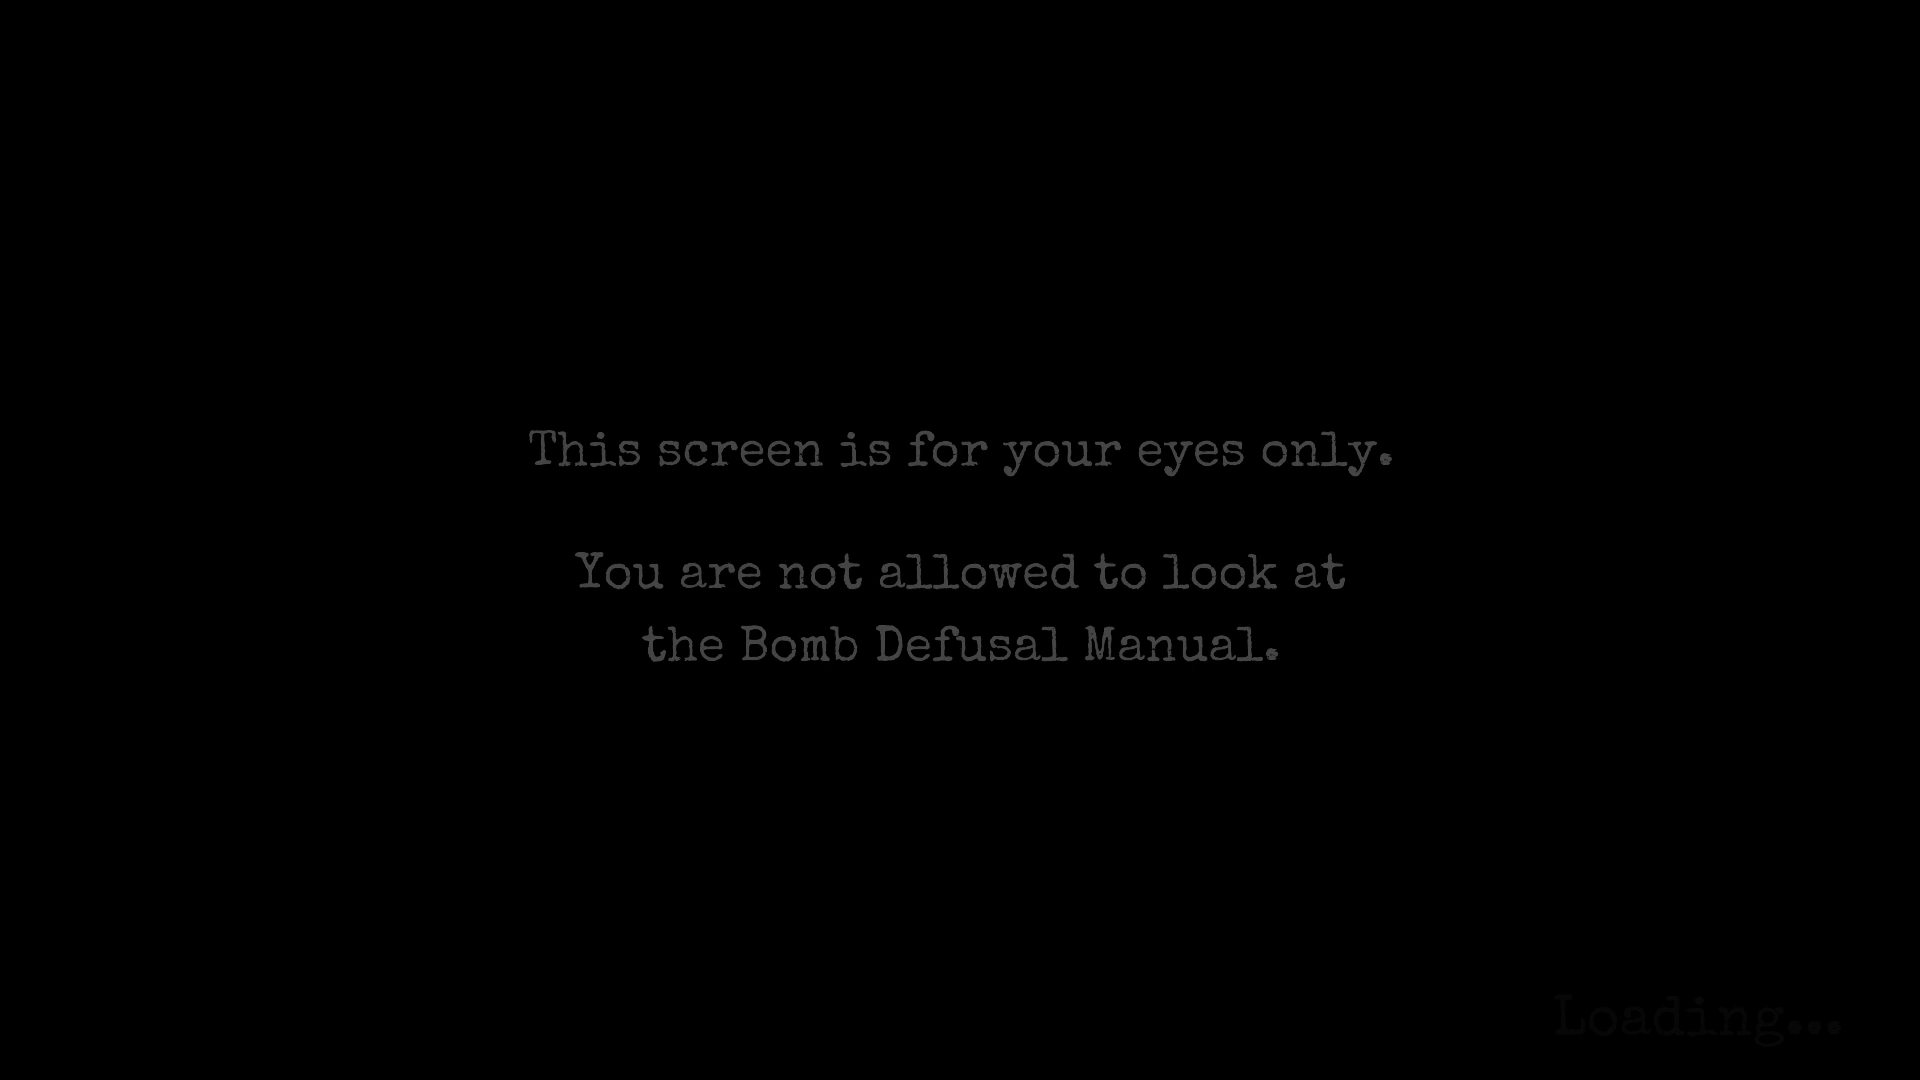 This screen is for your eyes only.
You are not allowed to look at
the Bomb Defusal Manual.
Loading...